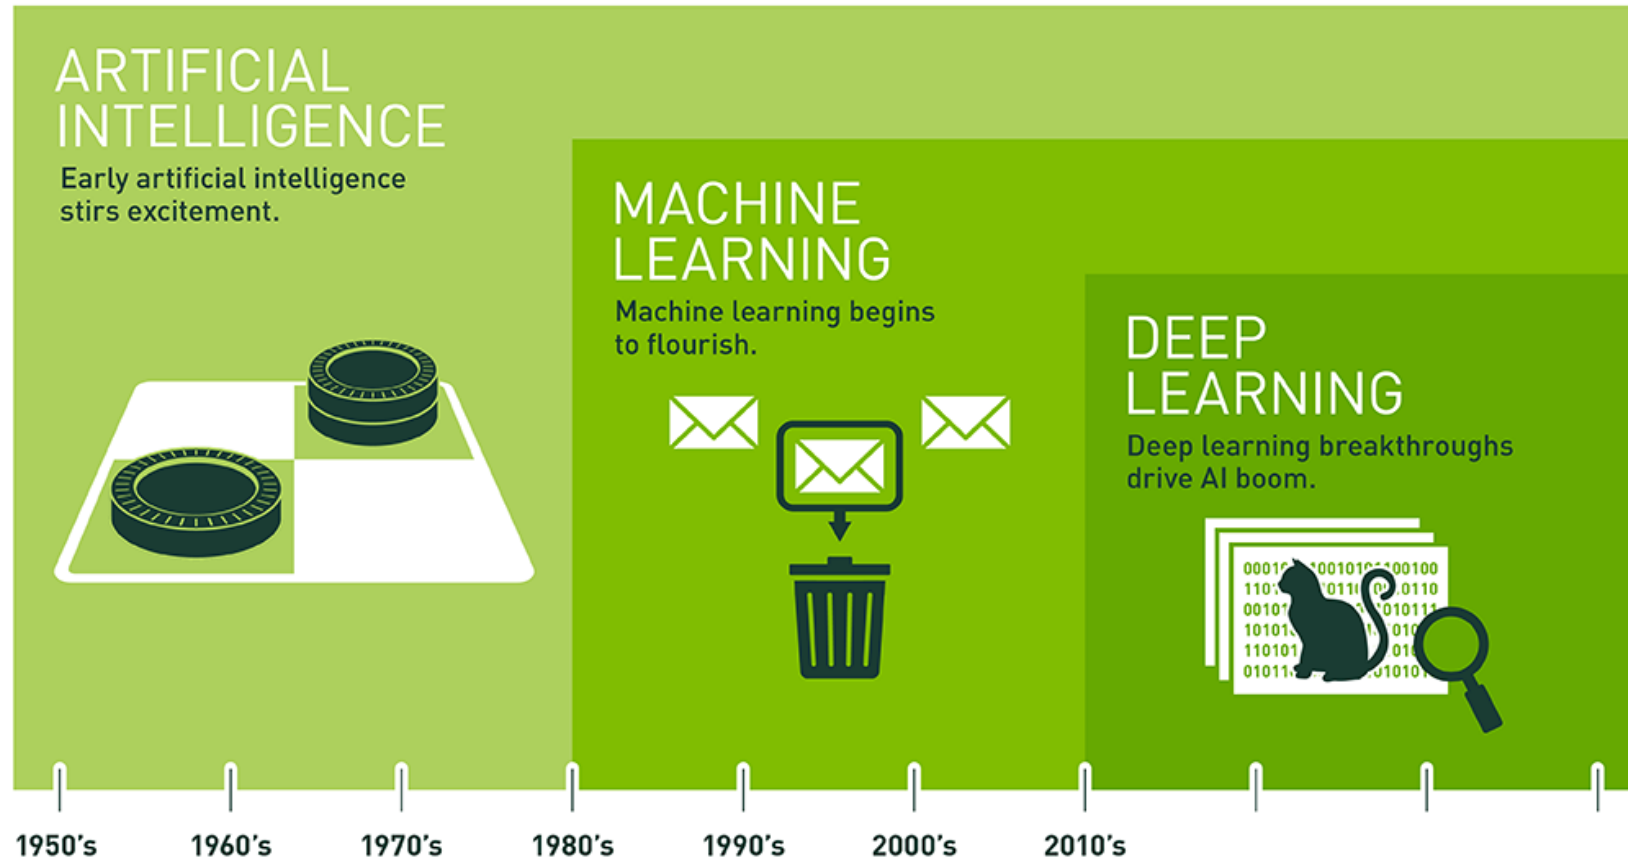 ARTIFICIAL
INTELLIGENCE
Early artificial intelligence
stirs excitement.
MACHINE
LEARNING
Machine learning begins
to flourish.
DEEP
LEARNING
Deep learning breakthroughs
drive AI boom.
1950's
1960's
1970's
1980's
1990's
2000's
2010's